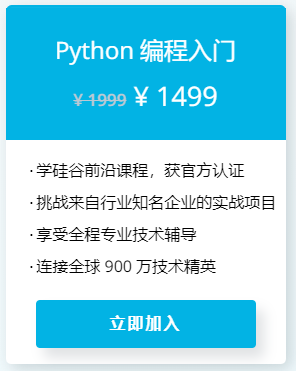 Python 编程入门
¥ 1999 ¥ 1499
· 学硅谷前沿课程，获官方认证
· 挑战来自行业知名企业的实战项目
· 享受全程专业技术辅导
· 连接全球 900 万技术精英
立即加入